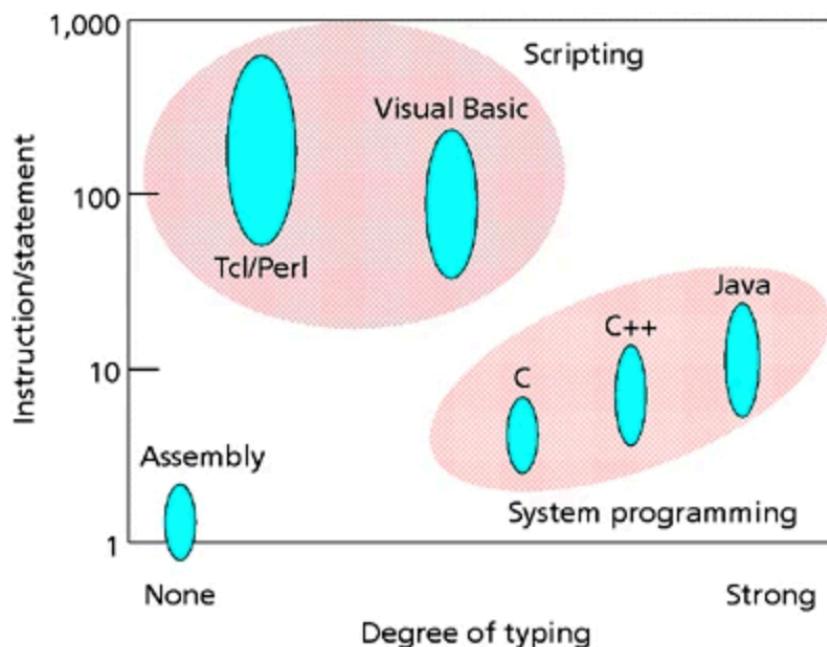 1,000
Scripting
Visual Basic
Instruction/statement
100
Tcl/Perl
Java
C++
10
C
Assembly
System programming
1
None
Strong
Degree of typing